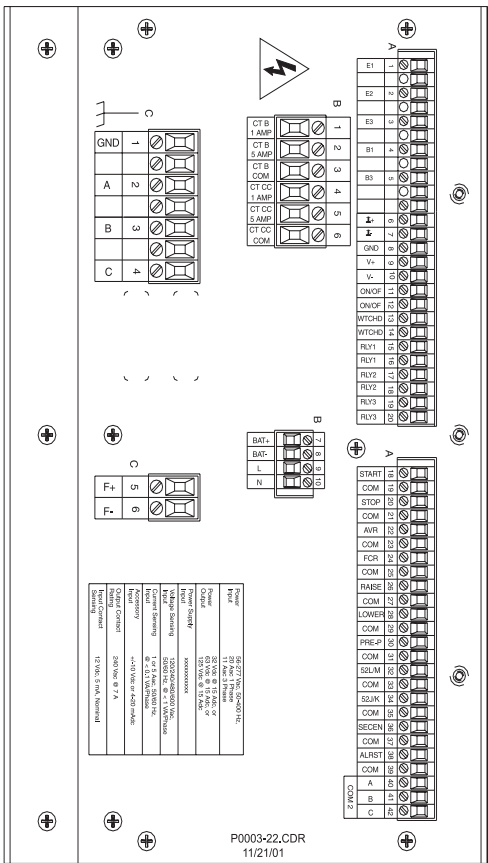 A
E1 1
E2 2
E3 3
B1 4
B3 5
I+ 6
I- 7
GND 8
V+ 9
V- 10
ON/OF 11
ON/OF 12
WTCHD 13
WTCHD 14
RLY1 15
RLY1 16
RLY2 17
RLY2 18
RLY3 19
RLY3 20
B
CT B 1 AMP 1
CT B 5 AMP 2
CT B COM 3
CT CC 1 AMP 4
CT CC 5 AMP 5
CT CC COM 6
C
GND 1
A 2
B 3
C 4
B
BAT+ 7
BAT- 8
L 9
N 10
C
F+ 5
F- 6
A
START 18
COM 19
STOP 20
COM 21
AVR 22
COM 23
FCR 24
COM 25
RAISE 26
COM 27
LOWER 28
COM 29
PRE-P 30
COM 31
52L/M 32
COM 33
52J/K 34
COM 35
SECEN 36
COM 37
ALRST 38
COM 39
COM 2
A 40
B 41
C 42
Power Input 56-277 Vac, 50-400 Hz, 20 Aac 1 Phase 11 Aac 3 Phase
Power Output 32 Vdc @ 15 Adc, or 63 Vdc @ 15 Adc, or 125 Vdc @ 15 Adc
Power Supply Input xxxxxxxxxxxx
Voltage Sensing Input 120/240/480/600 Vac, 50/60 Hz, @ < 1 VA/Phase
Current Sensing Input 1 or 5 Aac, 50/60 Hz, @ < 0.1 VA/Phase
Accessory Input +/-10 Vdc or 4-20 mAdc
Output Contact Rating 240 Vac @ 7 A
Input Contact Sensing 12 Vdc, 5 mA, Nominal
P0003-22.CDR
11/21/01